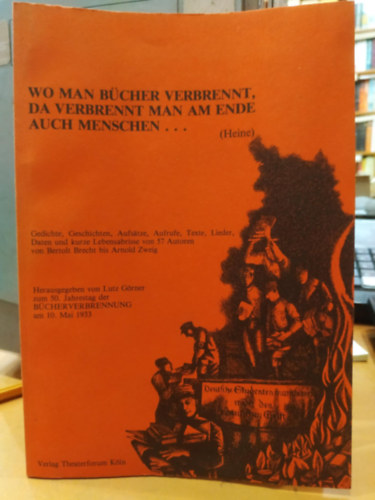 WO MAN BÜCHER VERBRENNT,
DA VERBRENNT MAN AM ENDE
AUCH MENSCHEN . . .
(Heine)
Gedichte, Geschichten, Aufsätze, Aufrufe, Texte, Lieder,
Daten und kurze Lebensabrisse von 37 Autoren
von Bertolt Brecht bis Arnold Zweig
Herausgegeben von Lutz Görner
zum 50. Jahrestag der
BÜCHERVERBRENNUNG
am 10. Mai 1933
Deutsche Studenten
Verlag Theaterforum Köln